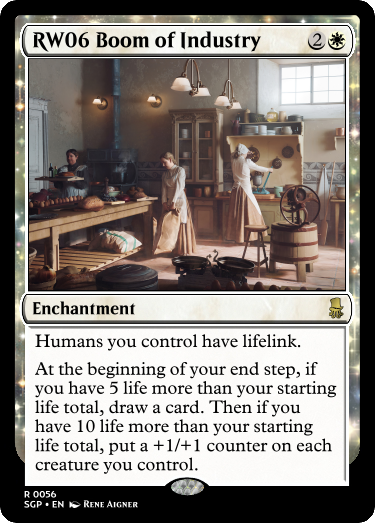 RW06 Boom of Industry 2
Enchantment
Humans you control have lifelink.
At the beginning of your end step, if
you have 5 life more than your starting
life total, draw a card. Then if you
have 10 life more than your starting
life total, put a +1/+1 counter on each
creature you control.
R 0056
SGP • EN Rene Aigner